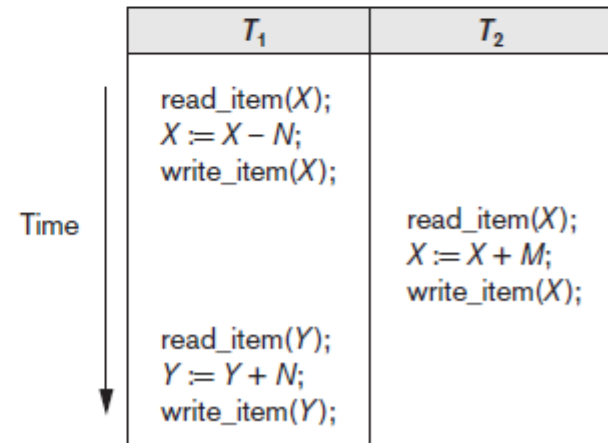 T₁ T₂
read_item(X);
X := X – N;
write_item(X);
Time
read_item(X);
X := X + M;
write_item(X);
read_item(Y);
Y := Y + N;
write_item(Y);